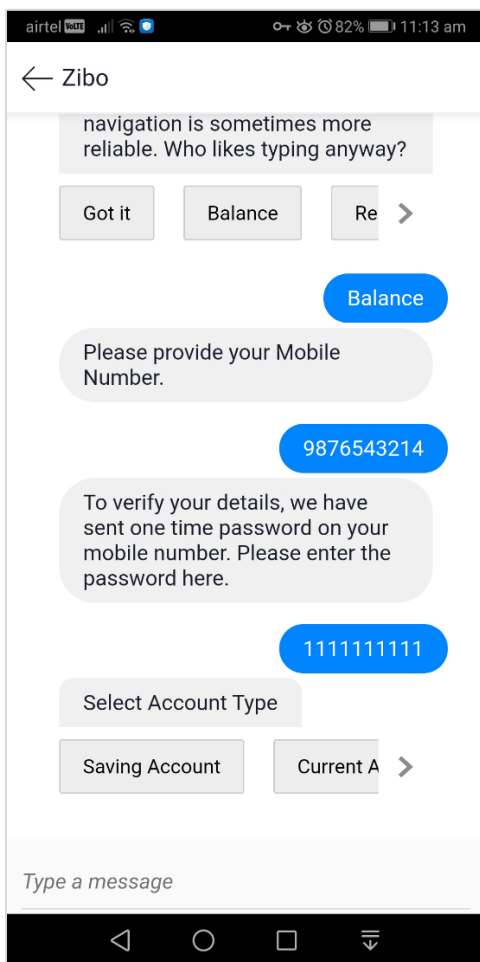 airtel VoLTE 82% 11:13 am
Zibo
navigation is sometimes more
reliable. Who likes typing anyway?
Got it Balance Re
Balance
Please provide your Mobile
Number.
9876543214
To verify your details, we have
sent one time password on your
mobile number. Please enter the
password here.
1111111111
Select Account Type
Saving Account Current A
Type a message